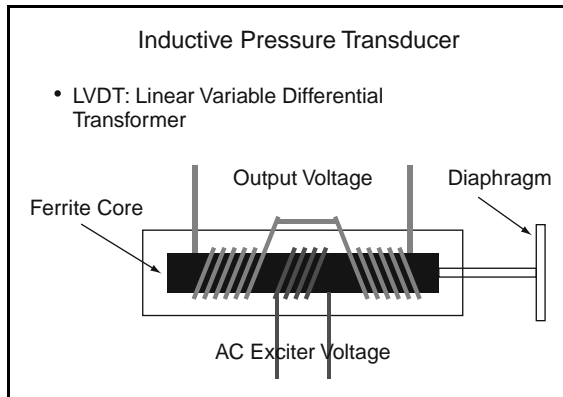 Inductive Pressure Transducer
• LVDT: Linear Variable Differential
Transformer
Output Voltage
Diaphragm
Ferrite Core
AC Exciter Voltage